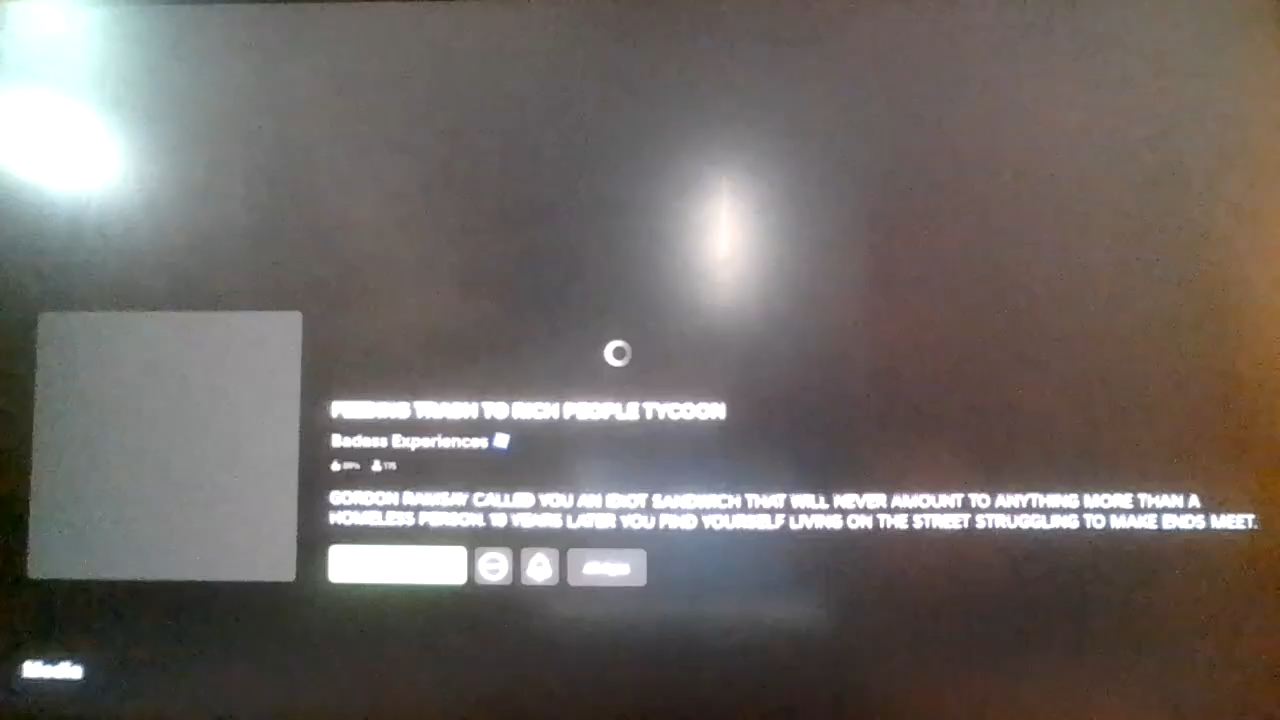 FEEDING TRASH TO RICH PEOPLE TYCOON
Badass Experiences
175
GORDON RAMSAY CALLED YOU AN IDIOT SANDWICH THAT WILL NEVER AMOUNT TO ANYTHING MORE THAN A
HOMELESS PERSON. 10 YEARS LATER YOU FIND YOURSELF LIVING ON THE STREET STRUGGLING TO MAKE ENDS MEET.
Media